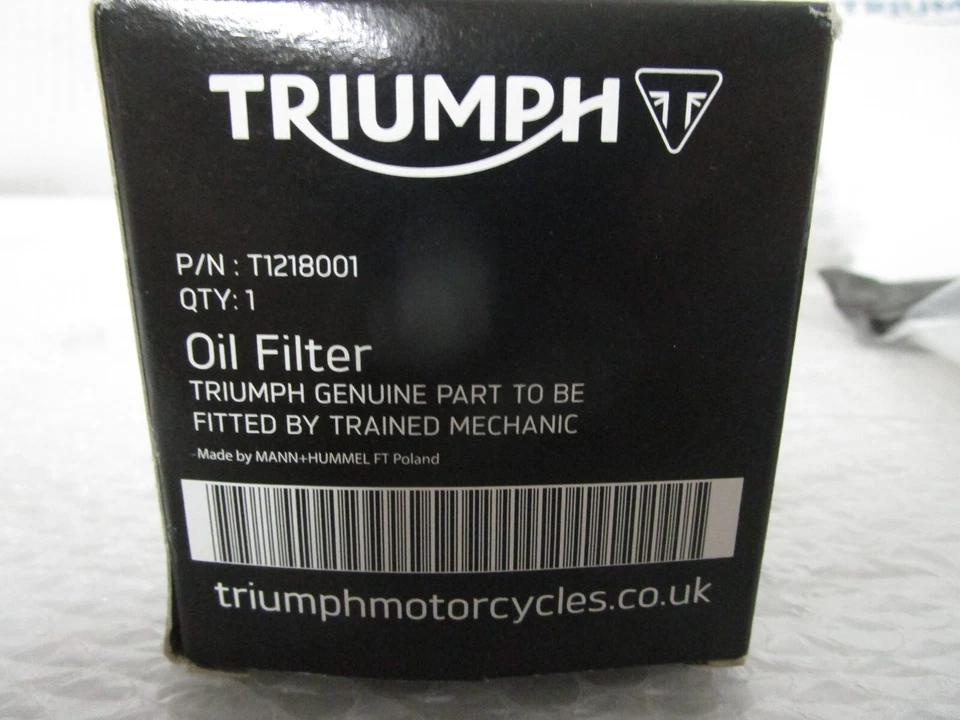 TRIUMPH
P/N : T1218001
QTY: 1
Oil Filter
TRIUMPH GENUINE PART TO BE
FITTED BY TRAINED MECHANIC
Made by MANN+HUMMEL FT Poland
triumphmotorcycles.co.uk